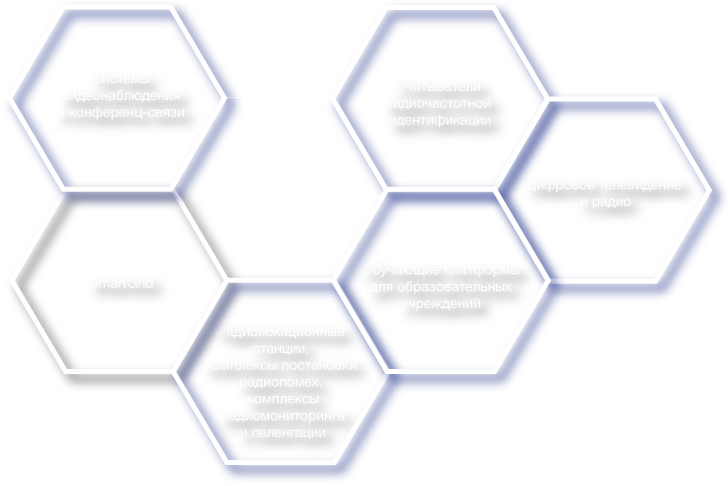 Системы
видеонаблюдения
и конференц-связи
Считыватели
радиочастотной
идентификации
Цифровое телевидение
и радио
SmartGrid
Обучающие платформы
для образовательных
учреждений
Радиолокационные
станции,
комплексы постановки
радиопомех,
комплексы
радиомониторинга
и пеленгации